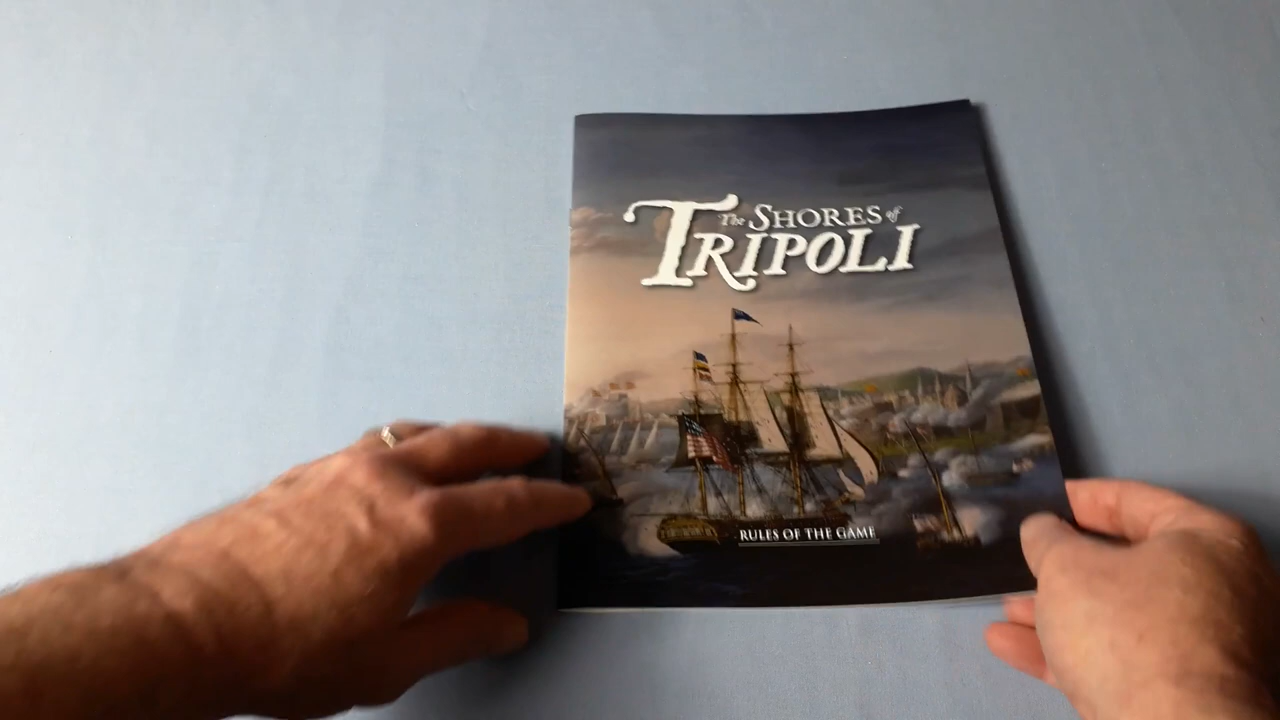 The SHORES of
TRIPOLI
RULES OF THE GAME